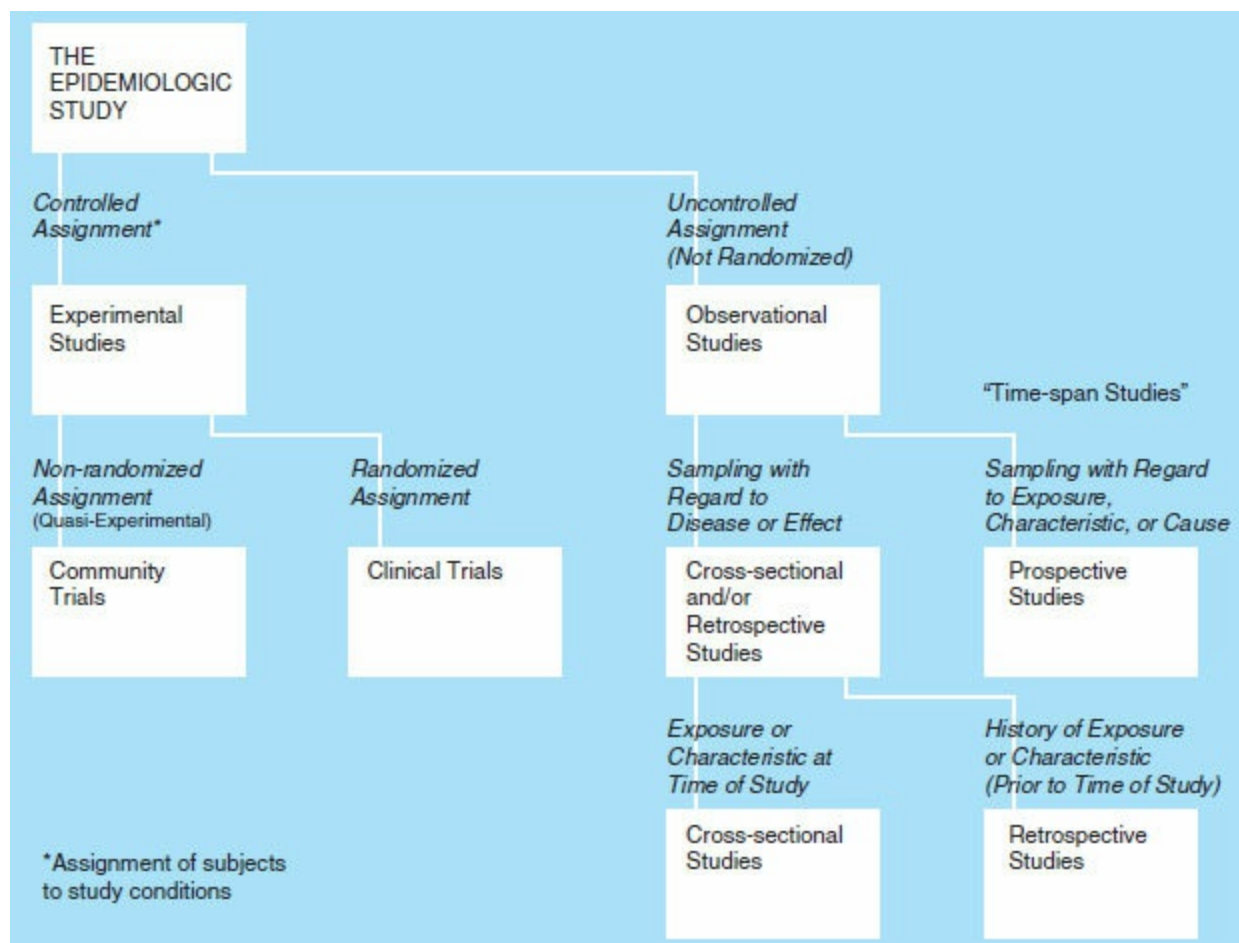 THE
EPIDEMIOLOGIC
STUDY
Controlled
Assignment*
Uncontrolled
Assignment
(Not Randomized)
Experimental
Studies
Observational
Studies
“Time-span Studies”
Non-randomized
Assignment
(Quasi-Experimental)
Randomized
Assignment
Sampling with
Regard to
Disease or Effect
Sampling with Regard
to Exposure,
Characteristic, or Cause
Community
Trials
Clinical Trials
Cross-sectional
and/or
Retrospective
Studies
Prospective
Studies
Exposure or
Characteristic at
Time of Study
History of Exposure
or Characteristic
(Prior to Time of Study)
Cross-sectional
Studies
Retrospective
Studies
*Assignment of subjects
to study conditions